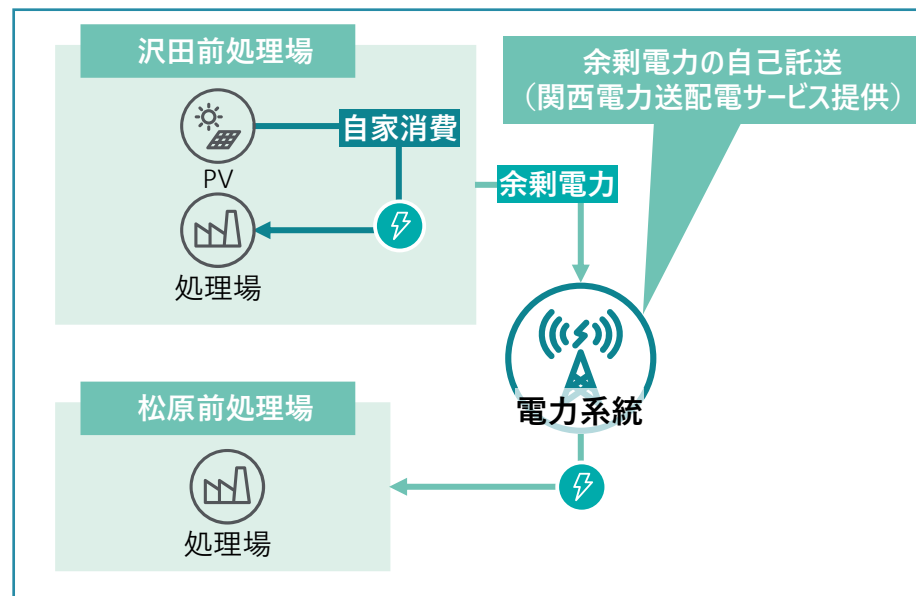 沢田前処理場
余剰電力の自己託送
（関西電力送配電サービス提供）
自家消費
PV
余剰電力
処理場
電力系統
松原前処理場
処理場